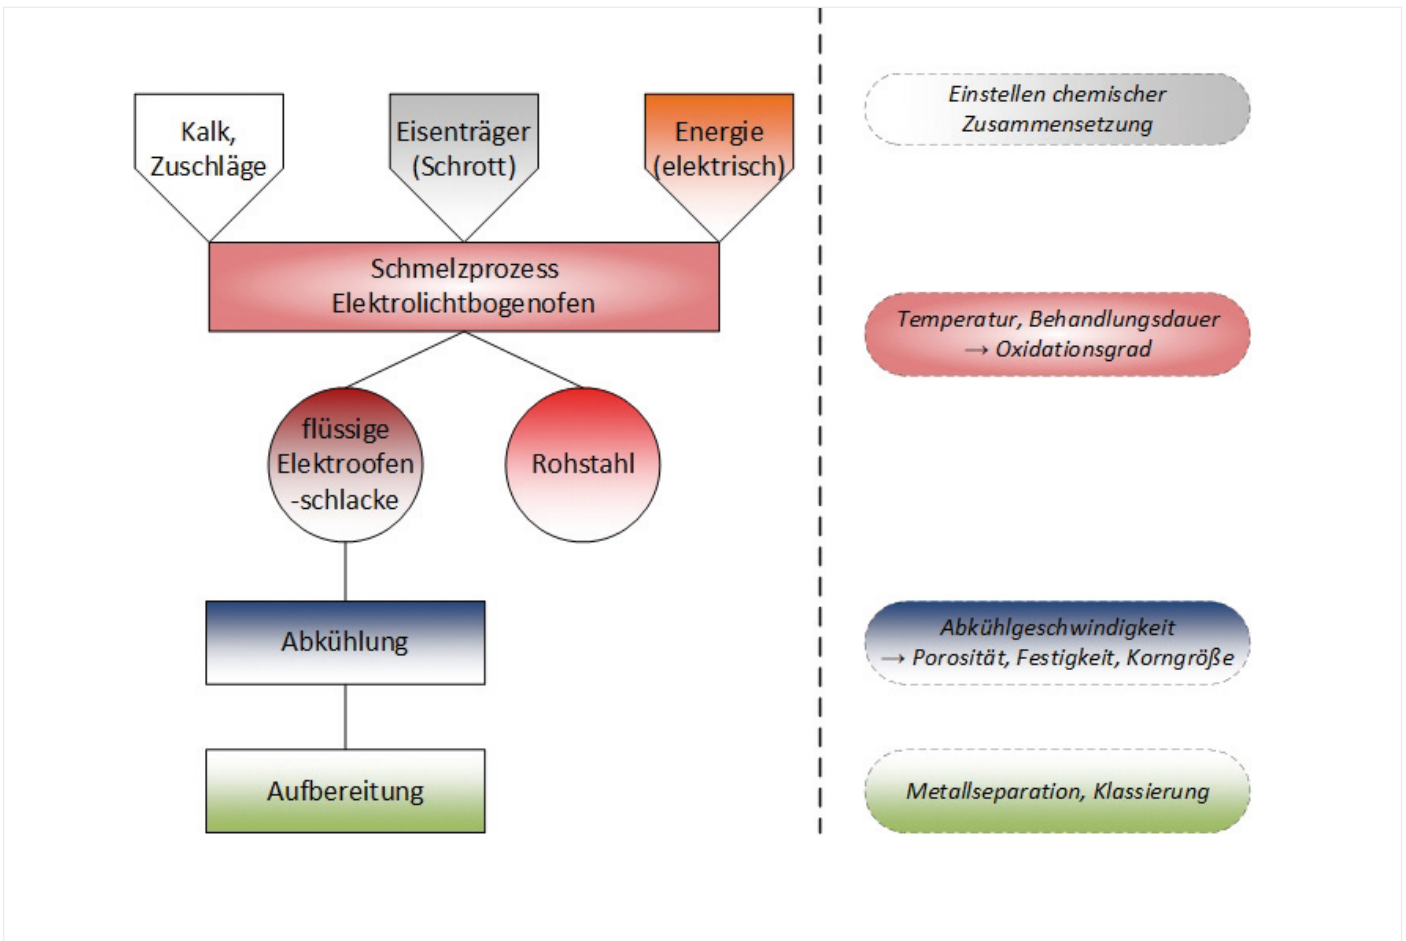 Kalk,
Zuschläge
Eisenträger
(Schrott)
Energie
(elektrisch)
Einstellen chemischer
Zusammensetzung
Schmelzprozess
Elektrolichtbogenofen
Temperatur, Behandlungsdauer
→ Oxidationsgrad
flüssige
Elektroofen
-schlacke
Rohstahl
Abkühlung
Abkühlgeschwindigkeit
→ Porosität, Festigkeit, Korngröße
Aufbereitung
Metallseparation, Klassierung